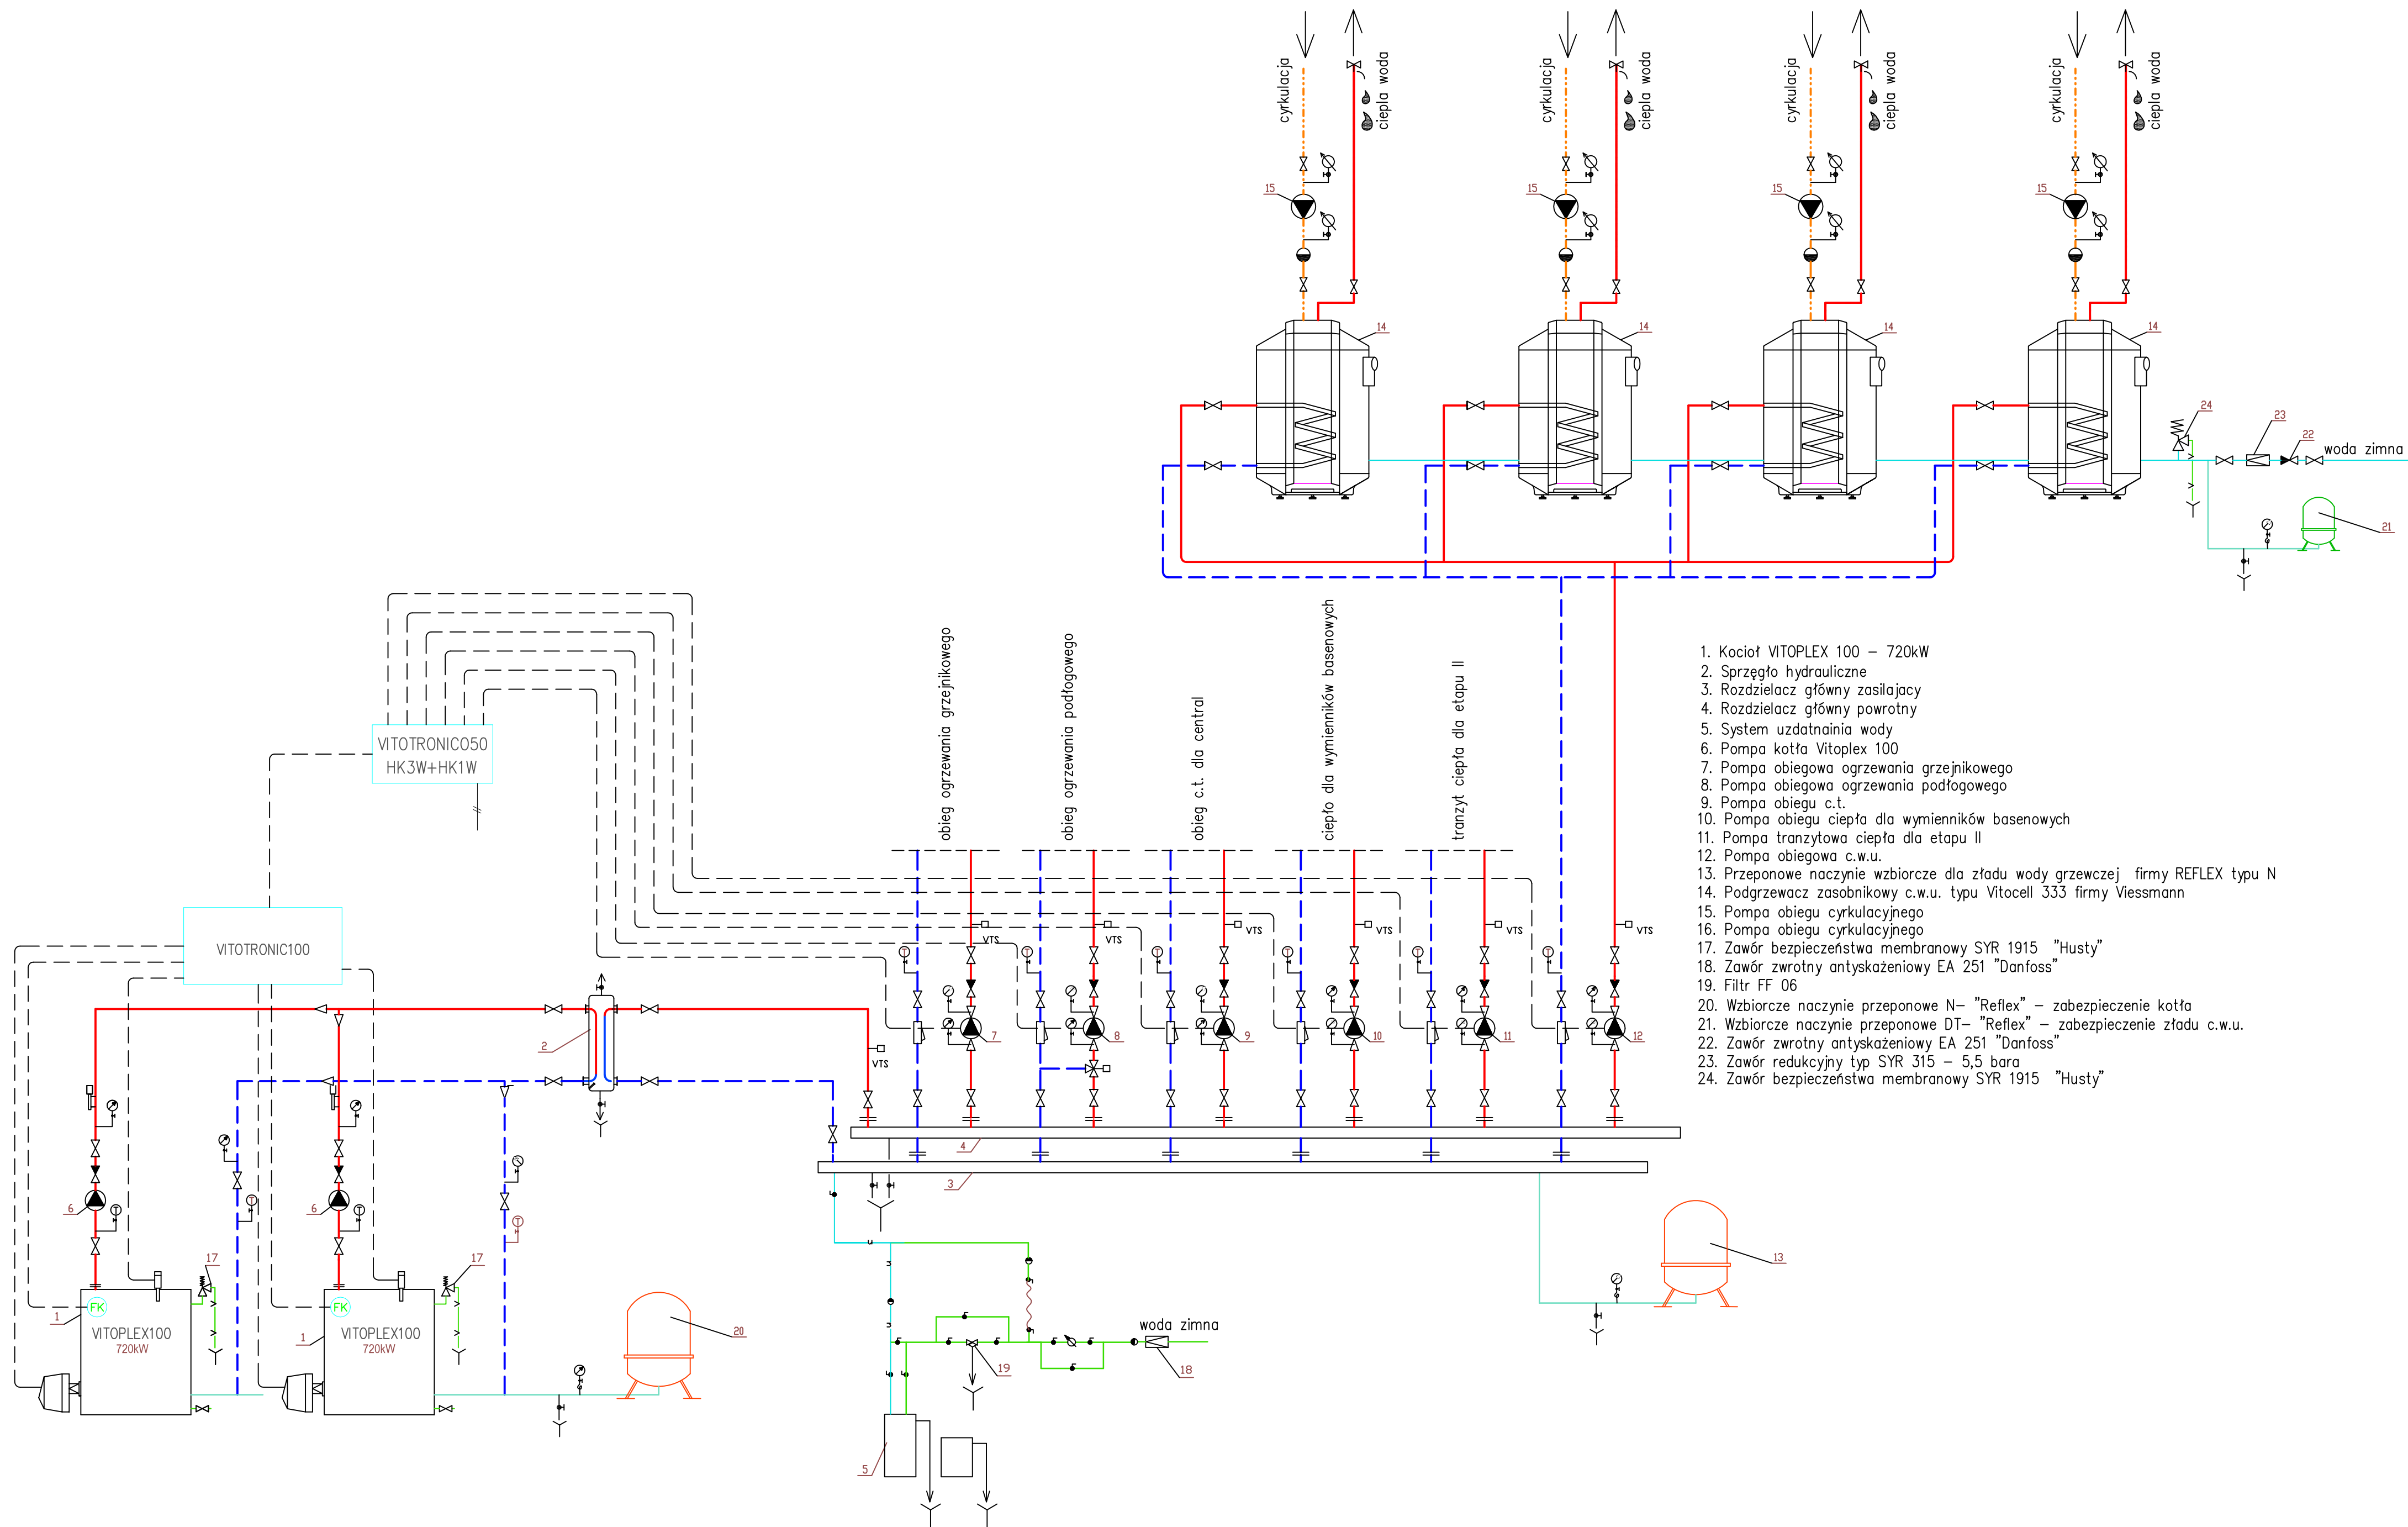 cyrkulacja
ciepla woda
cyrkulacja
ciepla woda
cyrkulacja
ciepla woda
cyrkulacja
ciepla woda
15
15
15
15
14
14
14
14
24
23
22
woda zimna
21
obieg ogrzewania grzejnikowego
obieg ogrzewania podłogowego
obieg c.t. dla central
ciepło dla wymienników basenowych
tranzyt ciepła dla etapu II
1. Kocioł VITOPLEX 100 – 720kW
2. Sprzęgło hydrauliczne
3. Rozdzielacz główny zasilajacy
4. Rozdzielacz główny powrotny
5. System uzdatnainia wody
6. Pompa kotła Vitoplex 100
7. Pompa obiegowa ogrzewania grzejnikowego
8. Pompa obiegowa ogrzewania podłogowego
9. Pompa obiegu c.t.
10. Pompa obiegu ciepła dla wymienników basenowych
11. Pompa tranzytowa ciepła dla etapu II
12. Pompa obiegowa c.w.u.
13. Przeponowe naczynie wzbiorcze dla zładu wody grzewczej firmy REFLEX typu N
14. Podgrzewacz zasobnikowy c.w.u. typu Vitocell 333 firmy Viessmann
15. Pompa obiegu cyrkulacyjnego
16. Pompa obiegu cyrkulacyjnego
17. Zawór bezpieczeństwa membranowy SYR 1915 "Husty"
18. Zawór zwrotny antyskażeniowy EA 251 "Danfoss"
19. Filtr FF 06
20. Wzbiorcze naczynie przeponowe N– "Reflex" – zabezpieczenie kotła
21. Wzbiorcze naczynie przeponowe DT– "Reflex" – zabezpieczenie zładu c.w.u.
22. Zawór zwrotny antyskażeniowy EA 251 "Danfoss"
23. Zawór redukcyjny typ SYR 315 – 5,5 bara
24. Zawór bezpieczeństwa membranowy SYR 1915 "Husty"
VITOTRONIC050
HK3W+HK1W
VITOTRONIC100
VTS
VTS
VTS
VTS
VTS
VTS
VTS
T
T
T
T
T
T
2
7
8
9
10
11
12
4
3
6
6
T
T
T
T
17
17
FK
FK
1
1
VITOPLEX100
720kW
VITOPLEX100
720kW
20
13
woda zimna
19
18
5